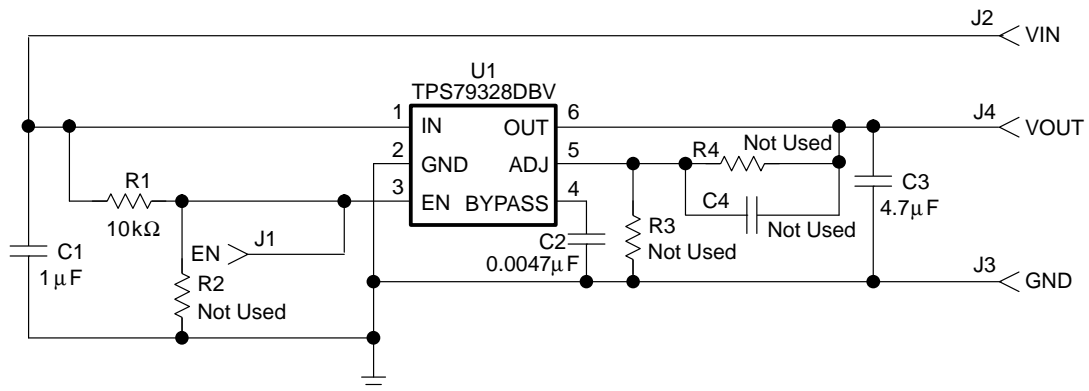 J2
VIN
U1
TPS79328DBV
1
IN
OUT
6
J4
VOUT
2
GND
ADJ
5
R4
Not Used
3
EN
BYPASS
4
R1
10kΩ
C4
Not Used
C3
4.7μF
EN
J1
C1
1μF
R2
Not Used
C2
0.0047μF
R3
Not Used
J3
GND